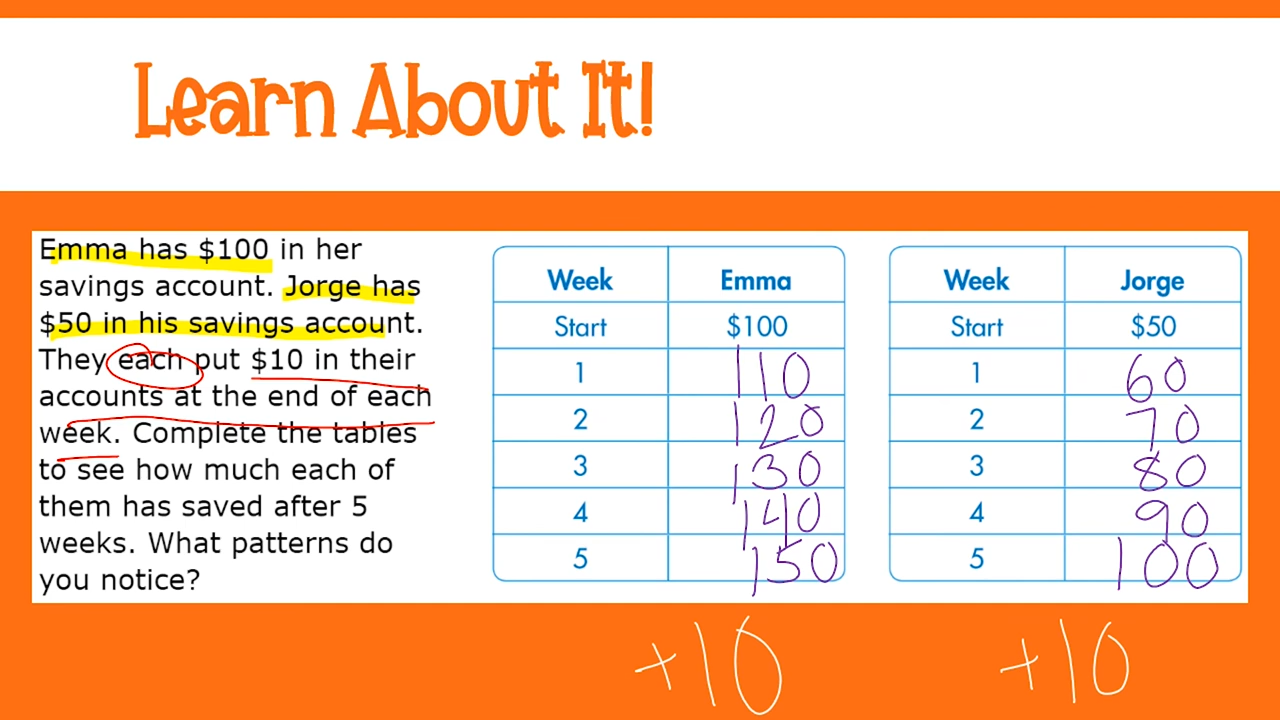 Learn About It!
Emma has $100 in her
savings account. Jorge has
$50 in his savings account.
They each put $10 in their
accounts at the end of each
week. Complete the tables
to see how much each of
them has saved after 5
weeks. What patterns do
you notice?
Week Emma
Start $100
1 110
2 120
3 130
4 140
5 150
+10
Week Jorge
Start $50
1 60
2 70
3 80
4 90
5 100
+10